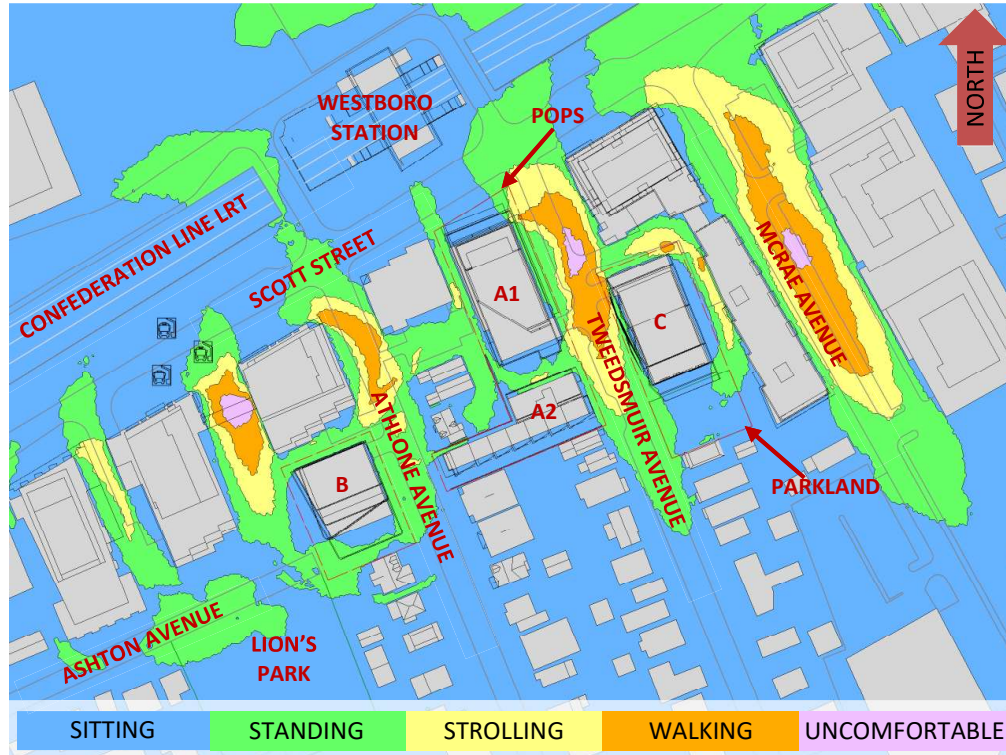 NORTH
WESTBORO
STATION
POPS
CONFEDERATION LINE LRT
SCOTT STREET
MCRAE AVENUE
A1
C
TWEEDSMUIR AVENUE
A2
ATHLONE AVENUE
B
PARKLAND
ASHTON AVENUE
LION'S
PARK
SITTING
STANDING
STROLLING
WALKING
UNCOMFORTABLE